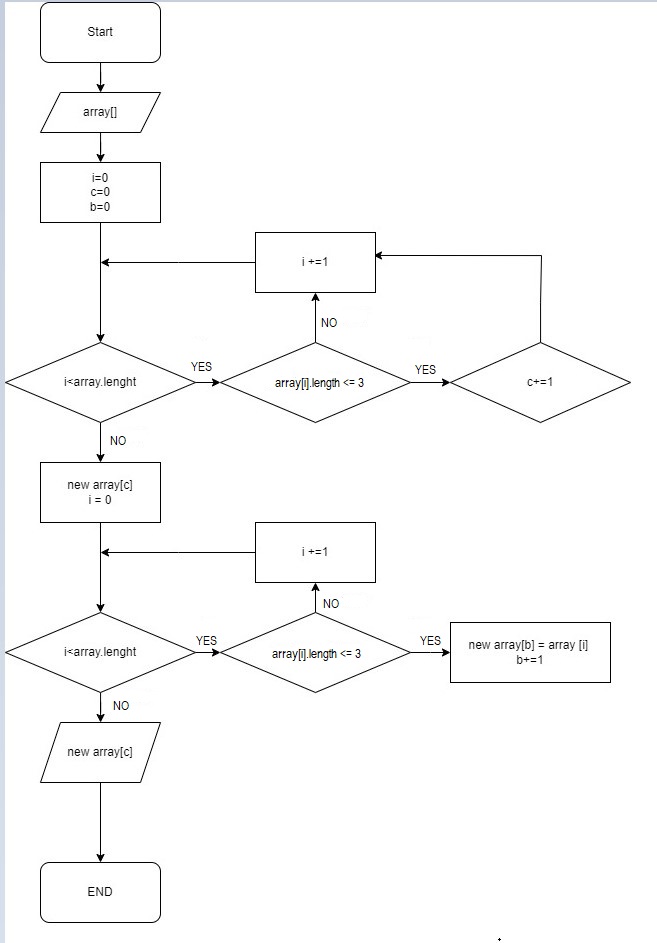 Start
array[]
i=0
c=0
b=0
i +=1
NO
i<array.lenght
YES
array[i].length <= 3
YES
c+=1
NO
new array[c]
i = 0
i +=1
NO
i<array.lenght
YES
array[i].length <= 3
YES
new array[b] = array [i]
b+=1
NO
new array[c]
END